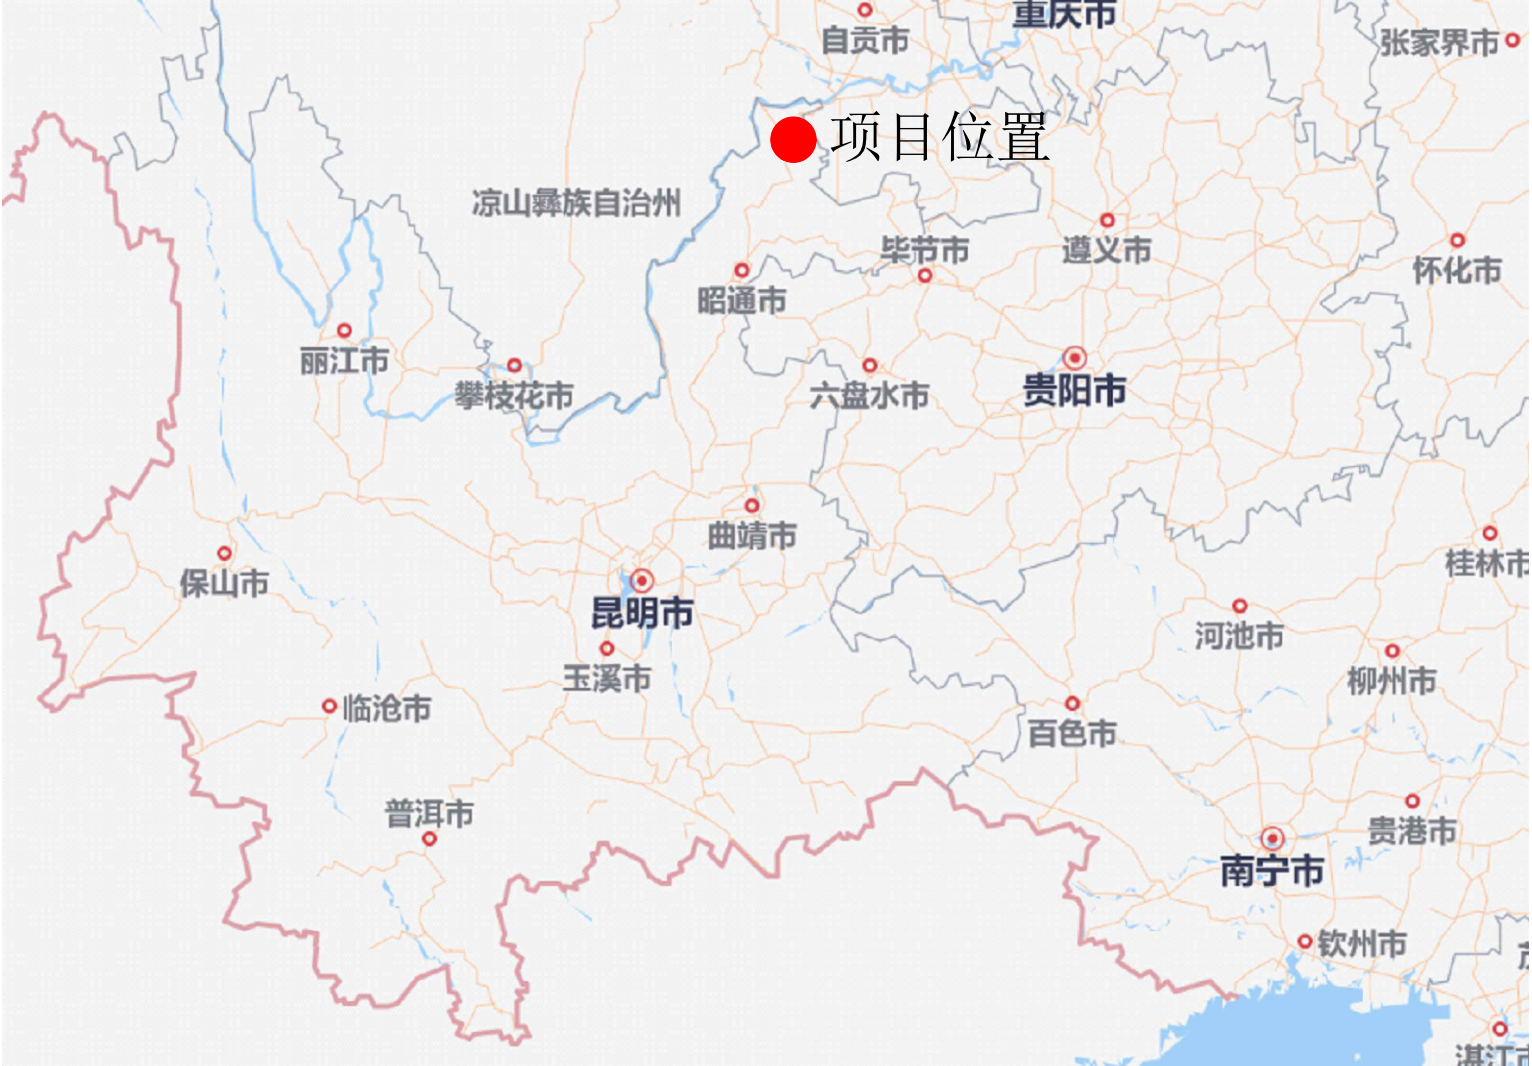 重庆市
自贡市
张家界市
项目位置
凉山彝族自治州
毕节市
遵义市
怀化市
昭通市
丽江市
攀枝花市
六盘水市
贵阳市
曲靖市
桂林市
保山市
昆明市
河池市
玉溪市
柳州市
临沧市
百色市
普洱市
贵港市
南宁市
钦州市
湛江市